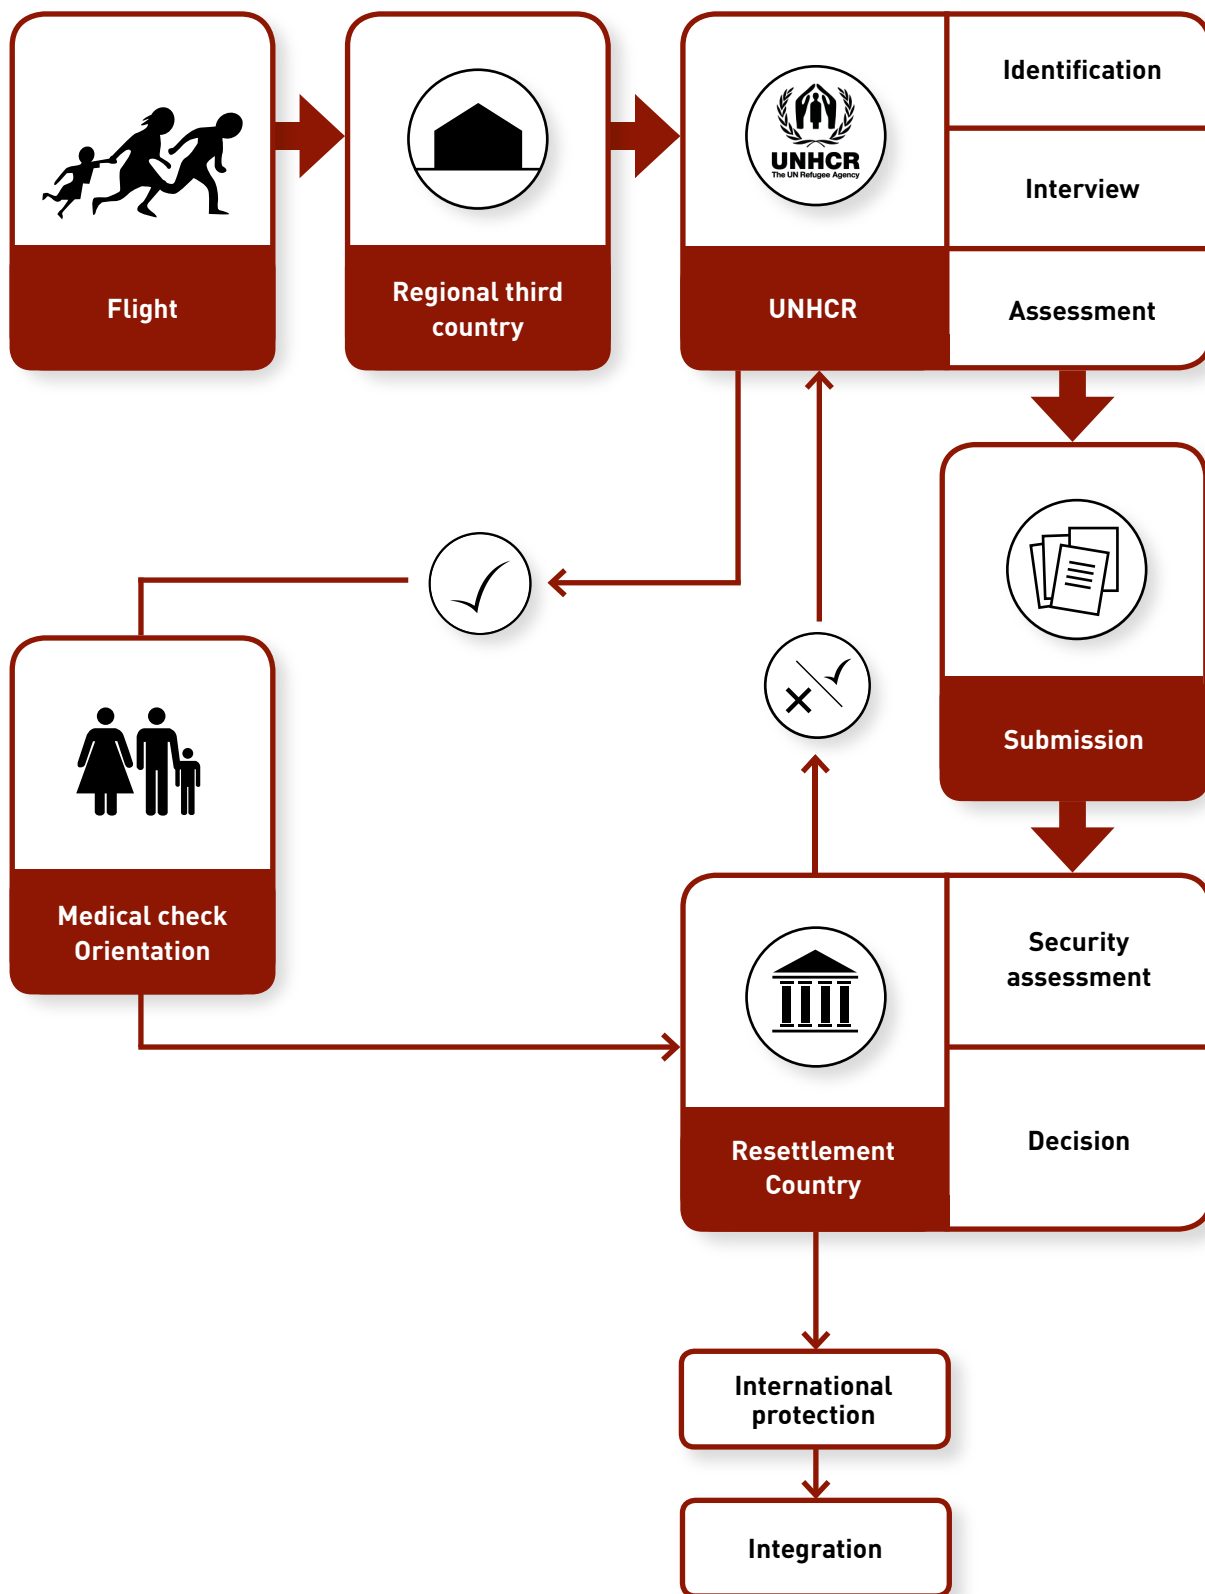 Flight
Regional third
country
UNHCR
The UN Refugee Agency
UNHCR
Identification
Interview
Assessment
Submission
Medical check
Orientation
Security
assessment
Decision
Resettlement
Country
International
protection
Integration